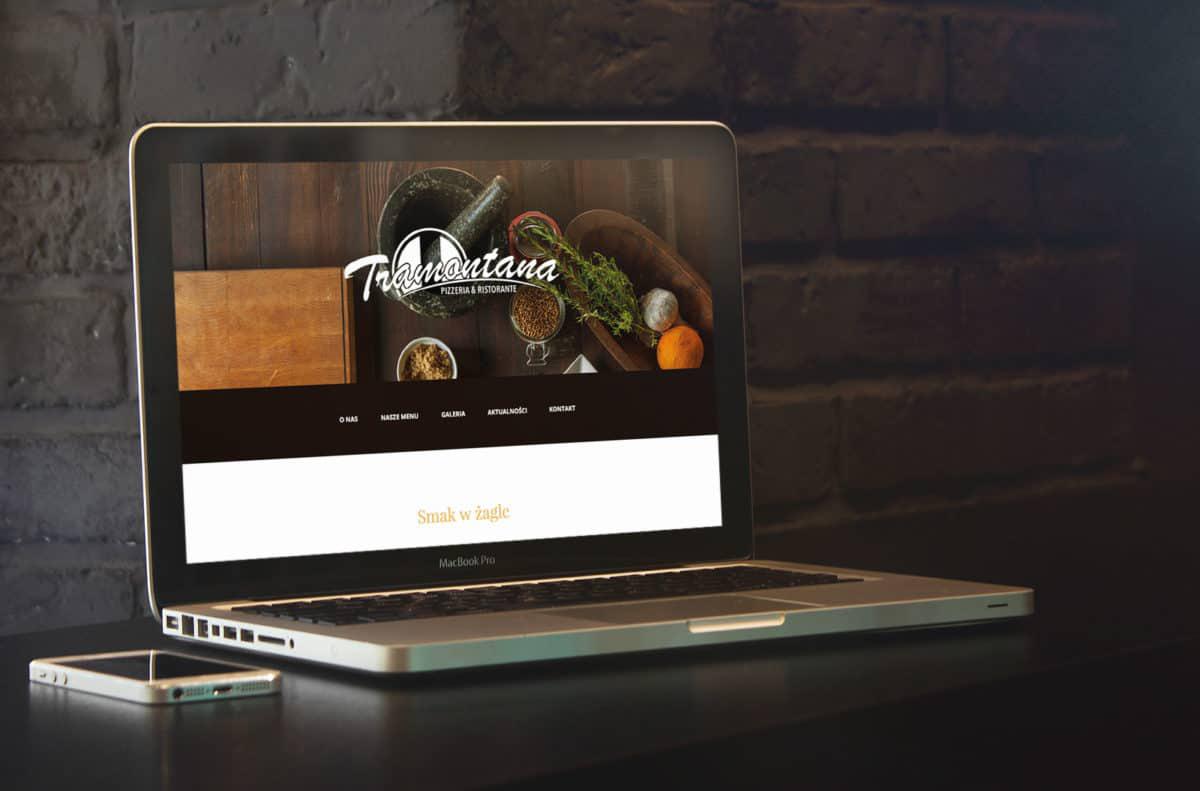 Tramontana
PIZZERIA & RISTORANTE
O NAS NASZE MENU GALERIA AKTUALNOŚCI KONTAKT
Smak w żagle
MacBook Pro